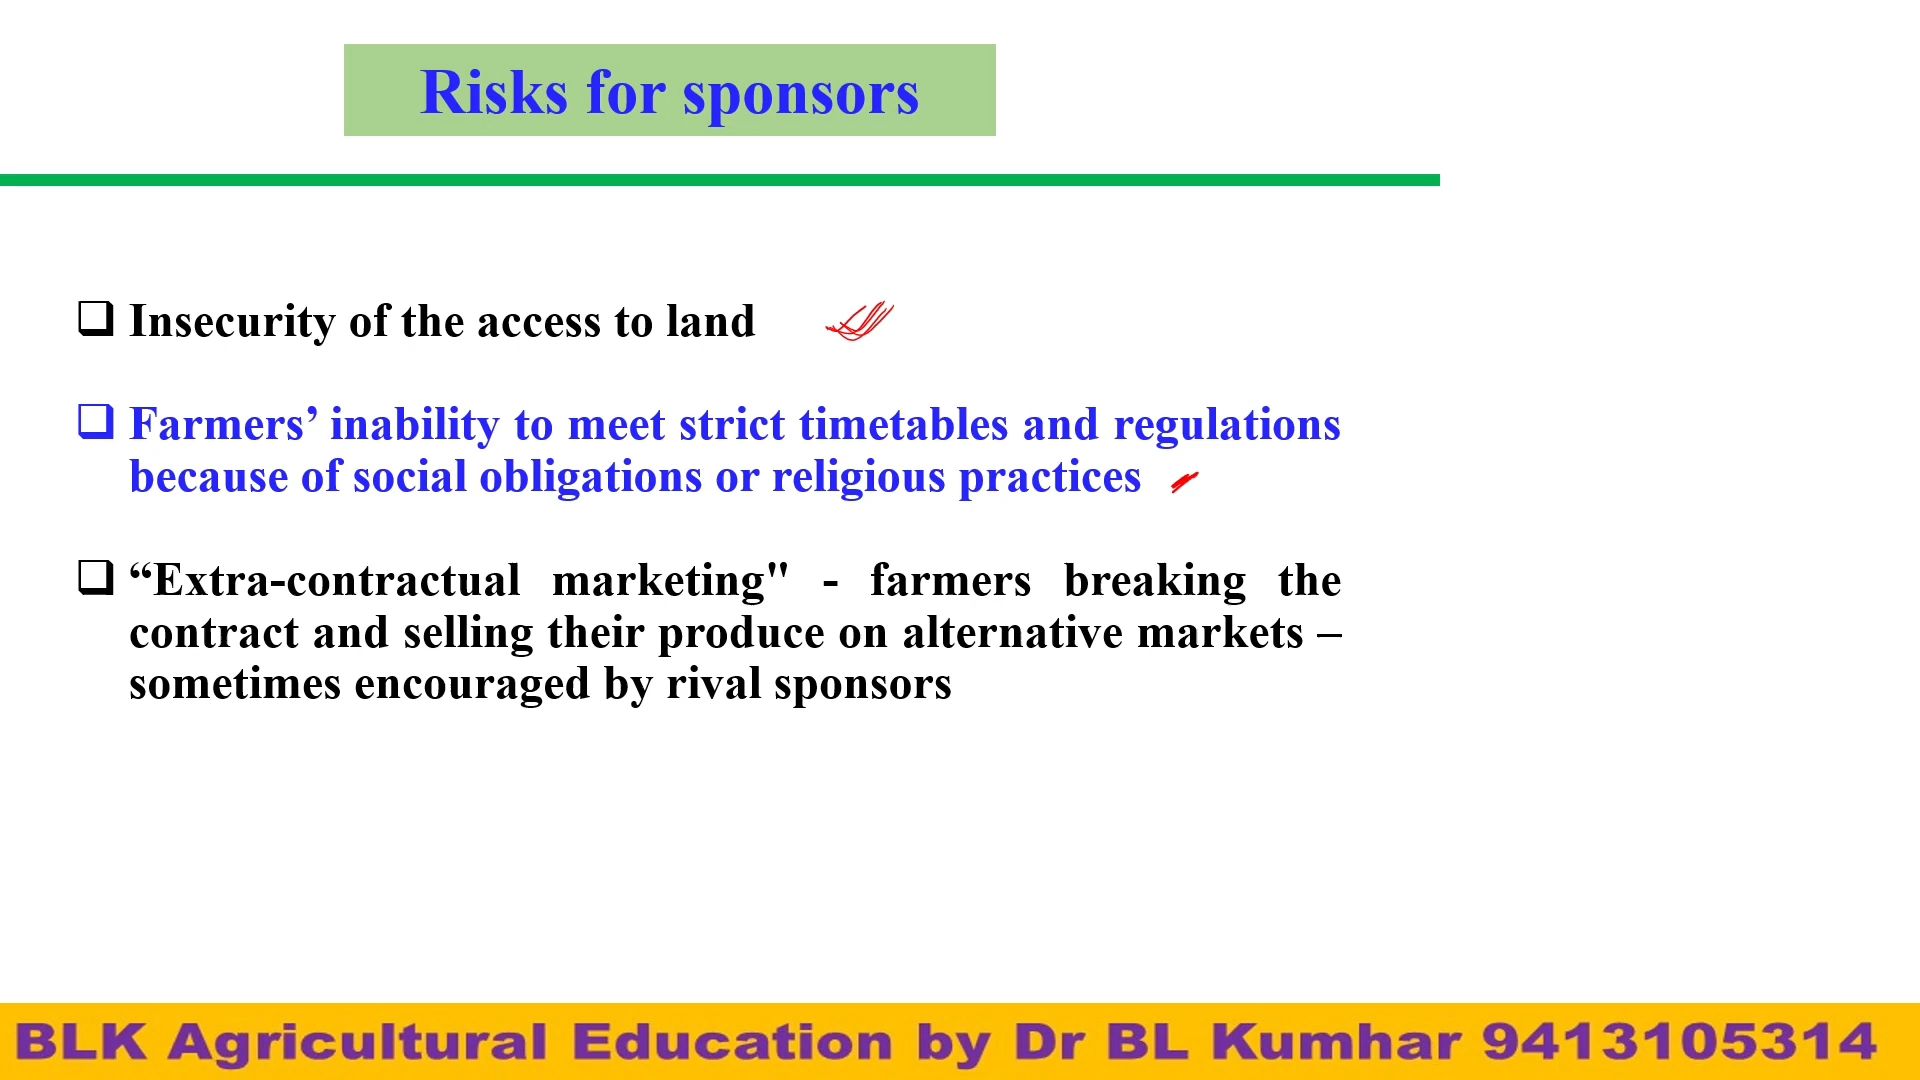 Risks for sponsors
❑ Insecurity of the access to land
❑ Farmers’ inability to meet strict timetables and regulations
because of social obligations or religious practices
❑ “Extra-contractual marketing" - farmers breaking the
contract and selling their produce on alternative markets –
sometimes encouraged by rival sponsors
BLK Agricultural Education by Dr BL Kumhar 9413105314